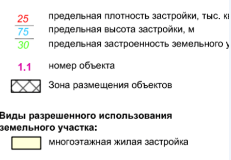 25 предельная плотность застройки, тыс.
75 предельная высота застройки, м
30 предельная застроенность земельного
1.1 номер объекта
Зона размещения объектов
Виды разрешенного использования
земельного участка:
многоэтажная жилая застройка